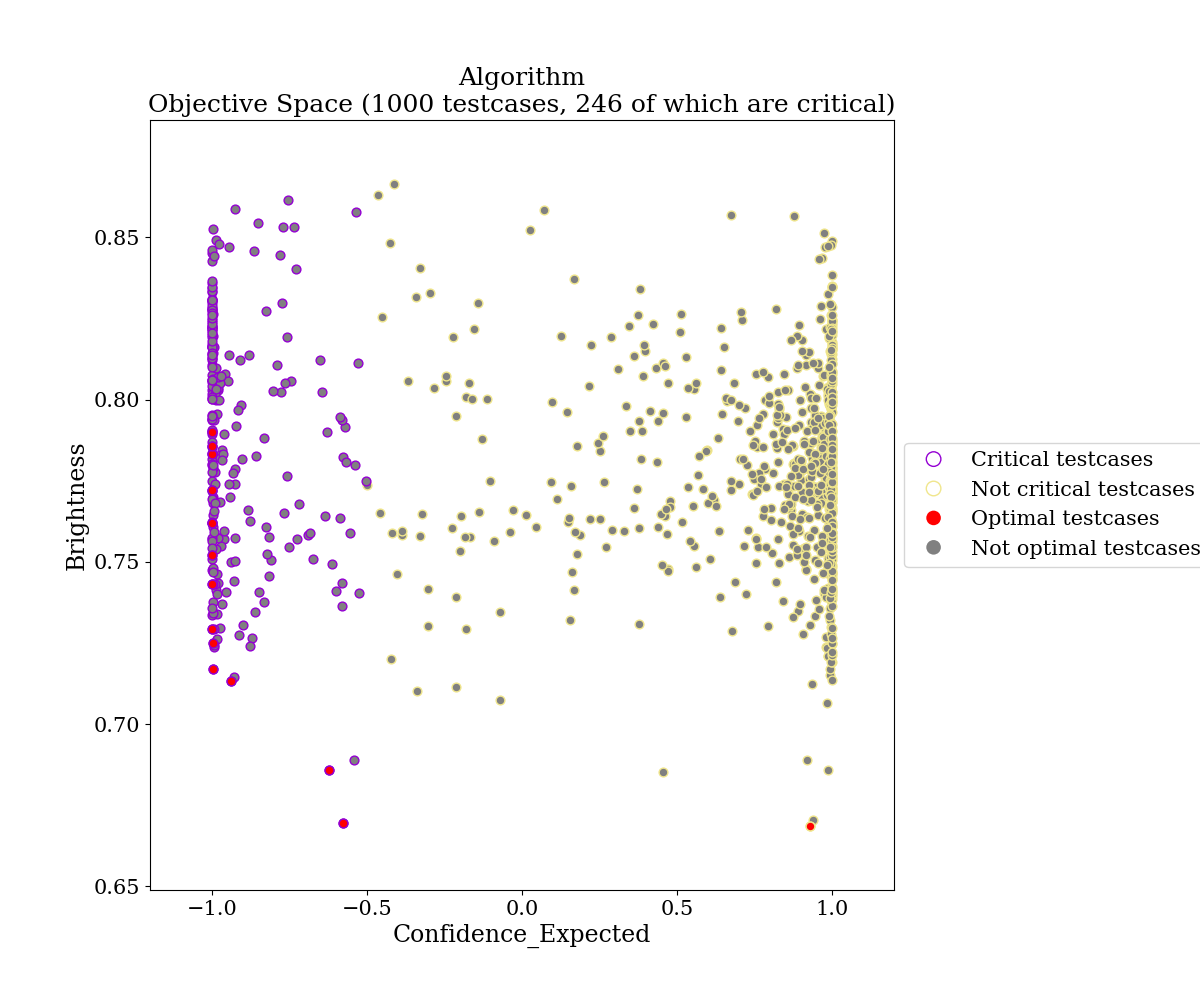 Algorithm
Objective Space (1000 testcases, 246 of which are critical)
0.85
0.80
0.75
0.70
0.65
Brightness
−1.0
−0.5
0.0
0.5
1.0
Confidence_Expected
Critical testcases
Not critical testcases
Optimal testcases
Not optimal testcases